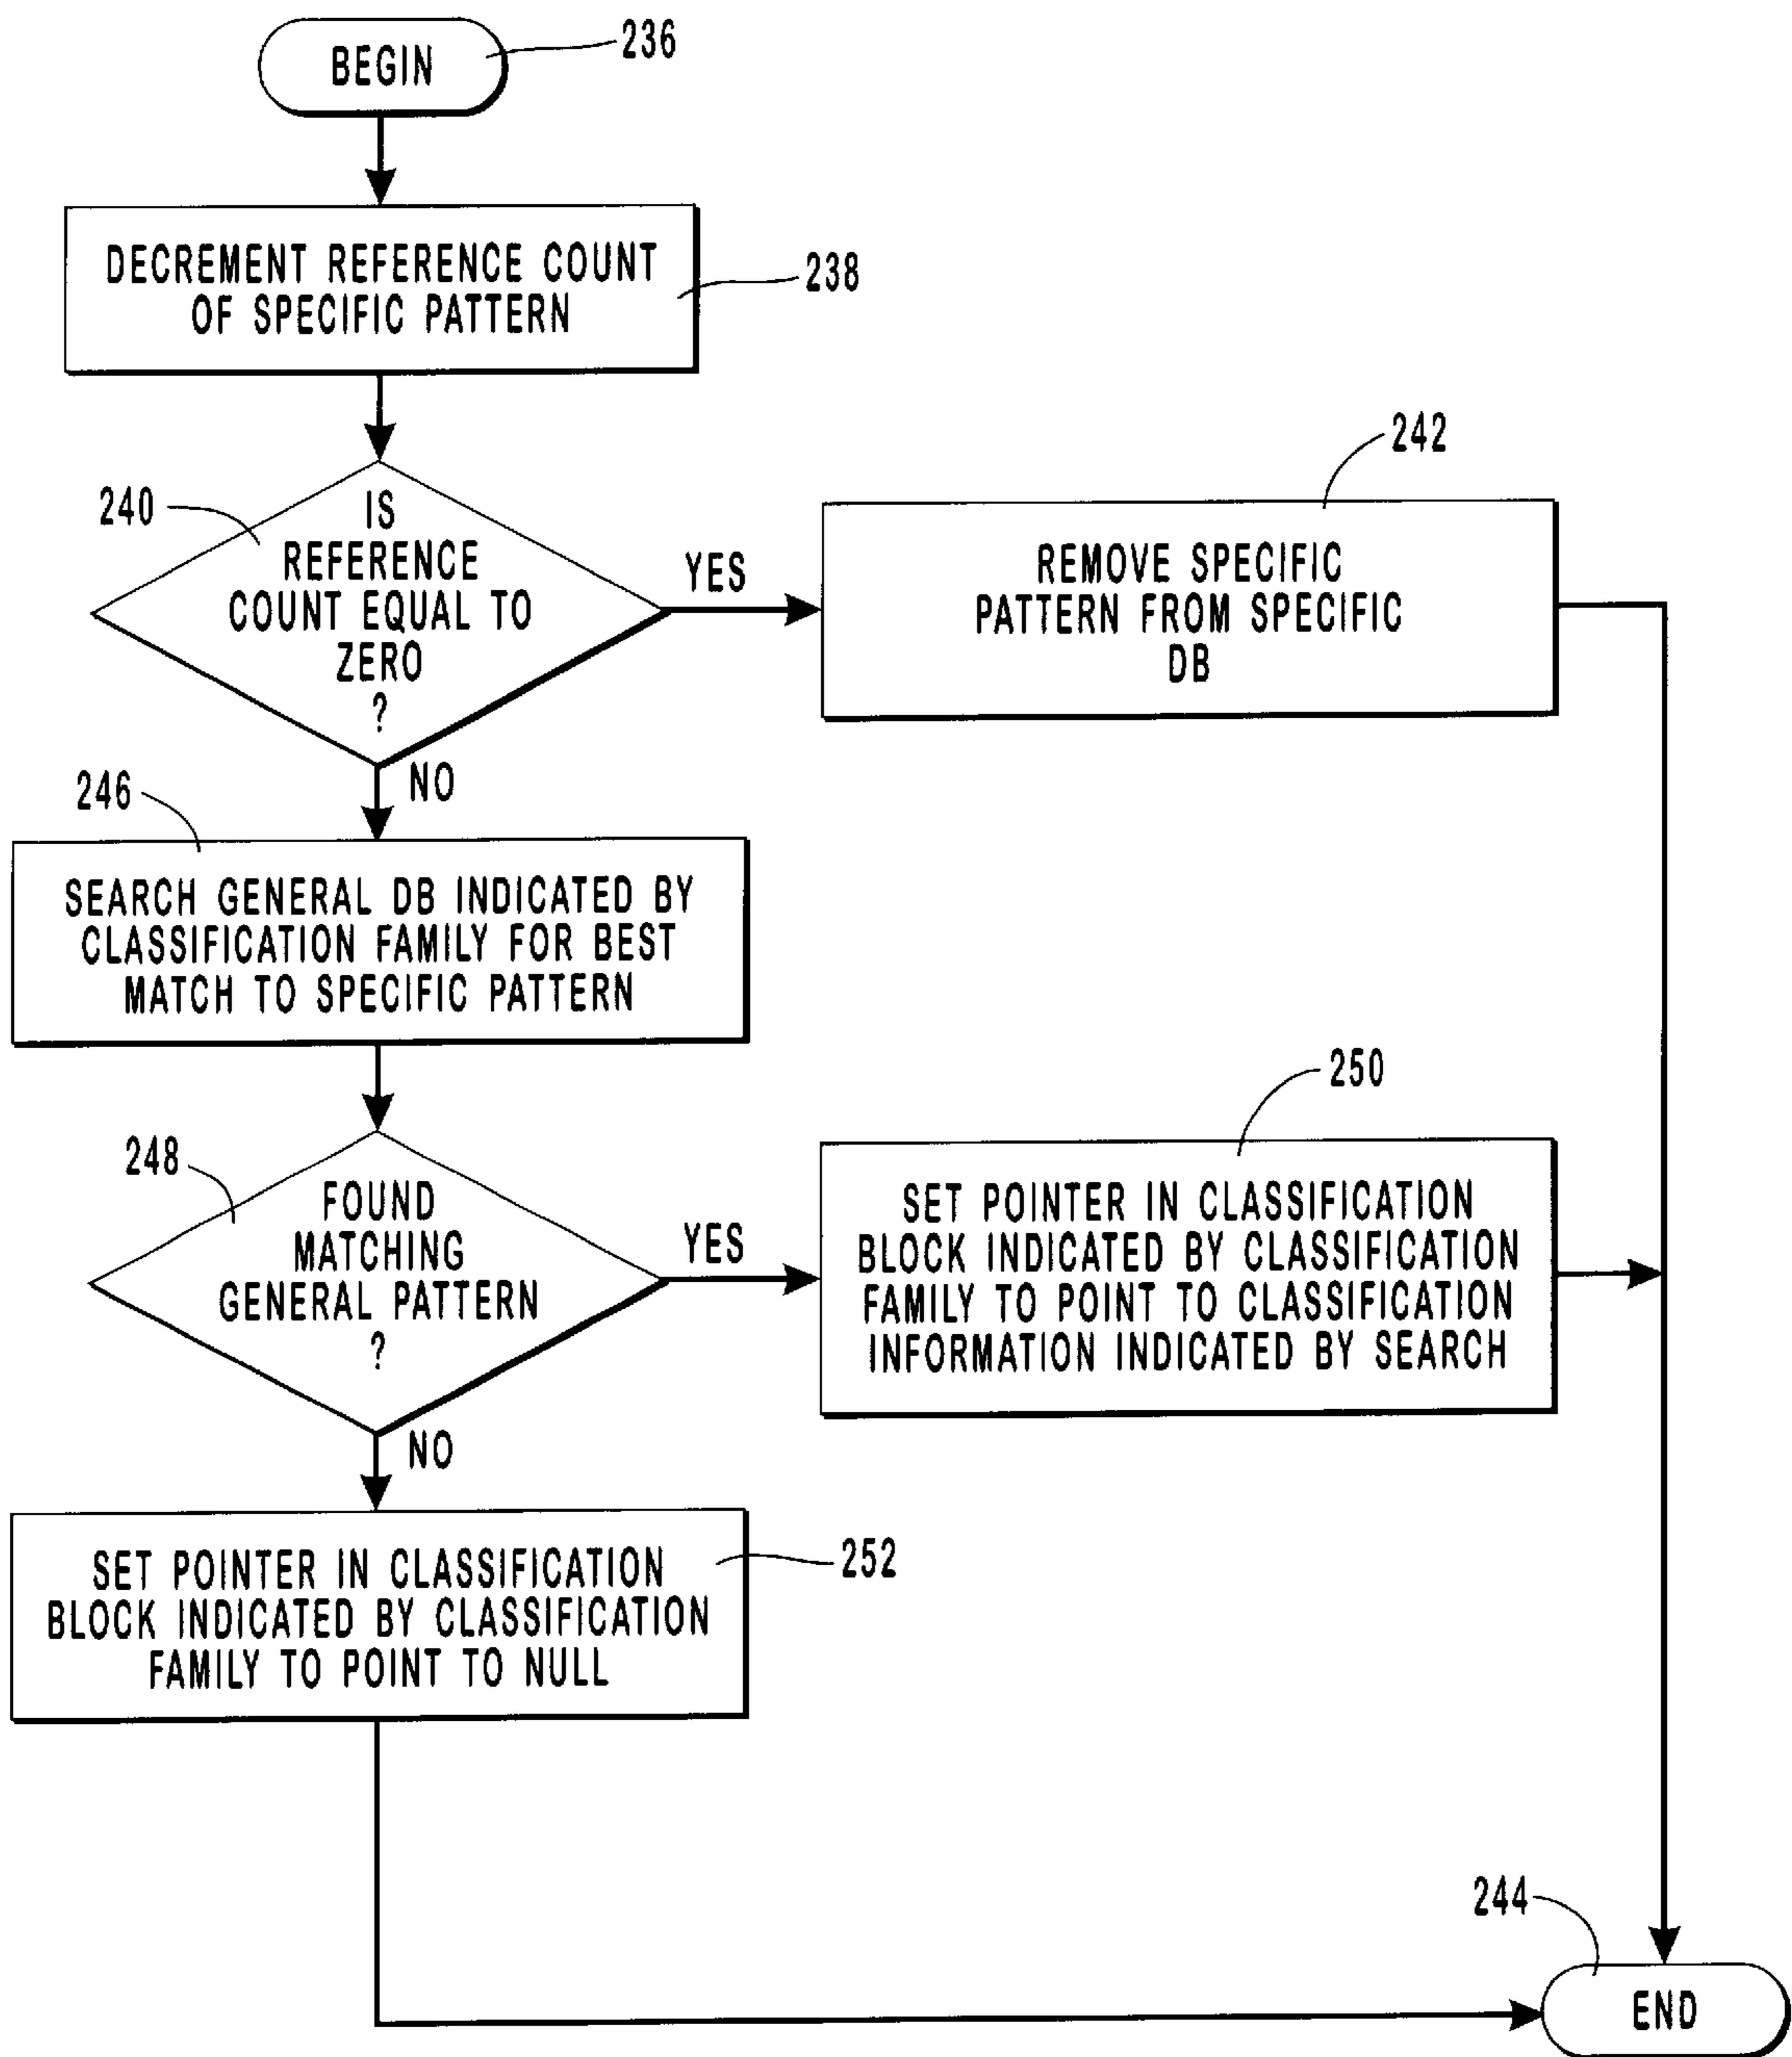 BEGIN
236
DECREMENT REFERENCE COUNT
OF SPECIFIC PATTERN
238
240
IS
REFERENCE
COUNT EQUAL TO
ZERO
?
YES
NO
242
REMOVE SPECIFIC
PATTERN FROM SPECIFIC
DB
246
SEARCH GENERAL DB INDICATED BY
CLASSIFICATION FAMILY FOR BEST
MATCH TO SPECIFIC PATTERN
248
FOUND
MATCHING
GENERAL PATTERN
?
YES
NO
250
SET POINTER IN CLASSIFICATION
BLOCK INDICATED BY CLASSIFICATION
FAMILY TO POINT TO CLASSIFICATION
INFORMATION INDICATED BY SEARCH
SET POINTER IN CLASSIFICATION
BLOCK INDICATED BY CLASSIFICATION
FAMILY TO POINT TO NULL
252
244
END